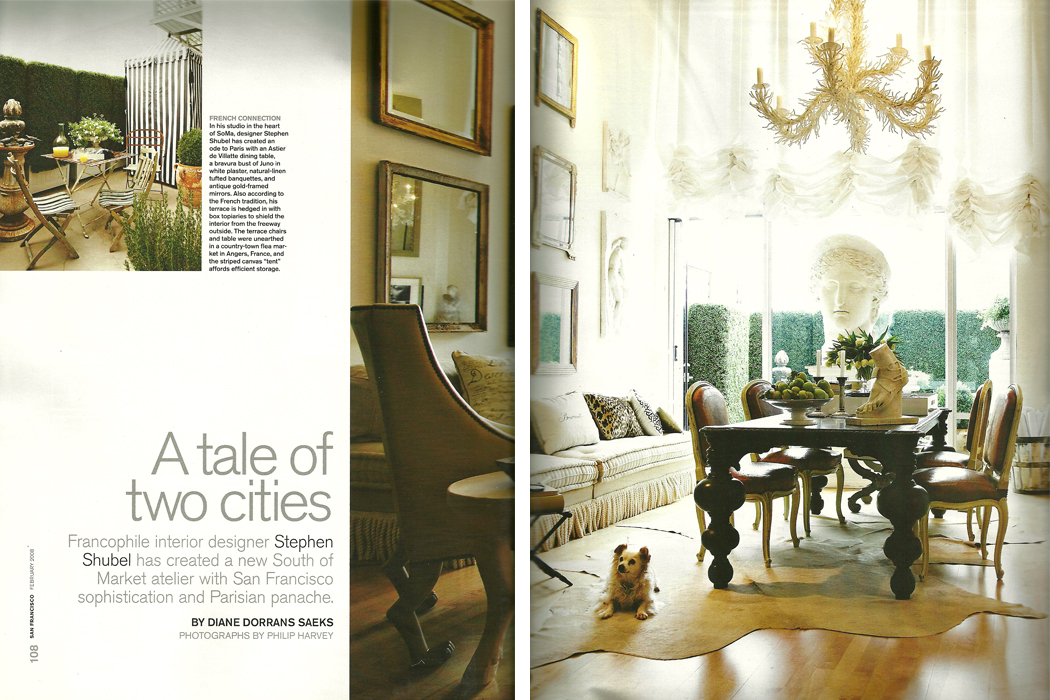 FRENCH CONNECTION
In his studio in the heart
of SoMa, designer Stephen
Shubel has created an
ode to Paris with an Astier
de Villatte dining table,
a bravura bust of Juno in
white plaster, natural-linen
tufted banquettes, and
antique gold-framed
mirrors. Also according to
the French tradition, his
terrace is hedged in with
box topiaries to shield the
interior from the freeway
outside. The terrace chairs
and table were unearthed
in a country-town flea mar-
ket in Angers, France, and
the striped canvas "tent"
affords efficient storage.
A tale of
two cities
Francophile interior designer Stephen
Shubel has created a new South of
Market atelier with San Francisco
sophistication and Parisian panache.
BY DIANE DORRANS SAEKS
PHOTOGRAPHS BY PHILIP HARVEY
108 SAN FRANCISCO FEBRUARY 2008